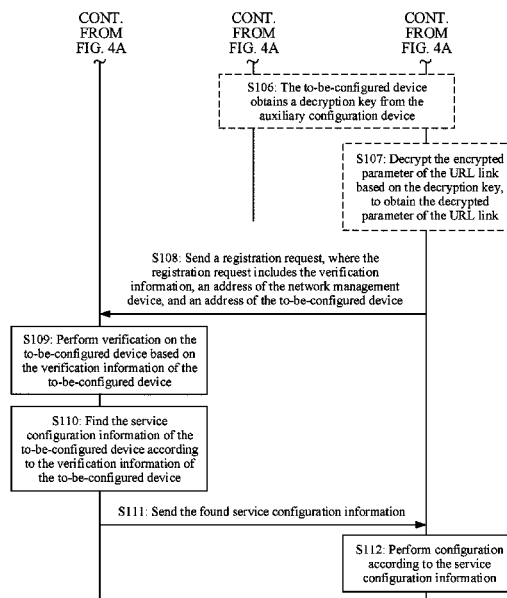 CONT.
FROM
FIG. 4A
CONT.
FROM
FIG. 4A
CONT.
FROM
FIG. 4A
S106: The to-be-configured device
obtains a decryption key from the
auxiliary configuration device
S107: Decrypt the encrypted
parameter of the URL link
based on the decryption key,
to obtain the decrypted
parameter of the URL link
S108: Send a registration request, where the
registration request includes the verification
information, an address of the network management
device, and an address of the to-be-configured device
S109: Perform verification on the
to-be-configured device based on
the verification information of the
to-be-configured device
S110: Find the service
configuration information of the
to-be-configured device according
to the verification information of
the to-be-configured device
S111: Send the found service configuration information
S112: Perform configuration
according to the service
configuration information